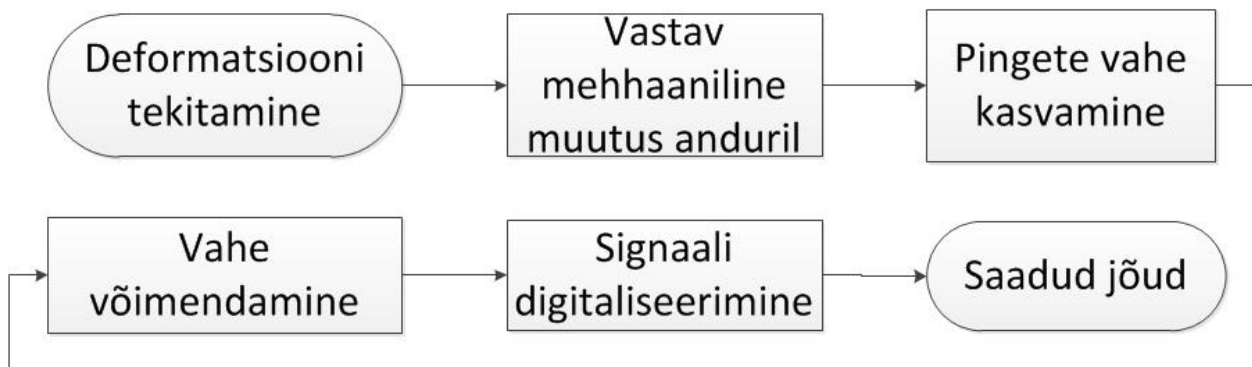 Deformatsiooni
tekitamine
Vastav
mehhaaniline
muutus anduril
Pingete vahe
kasvamine
Vahe
võimendamine
Signaali
digitaliseerimine
Saadud jõud